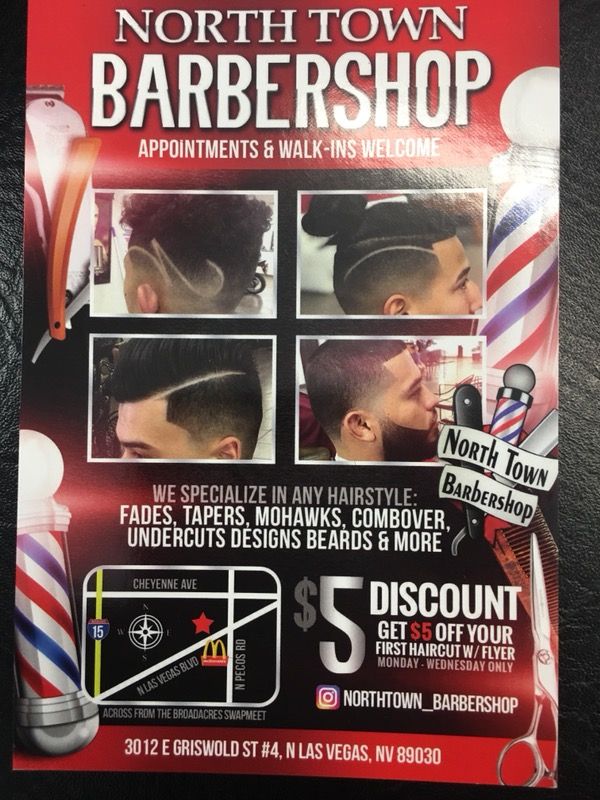 NORTH TOWN
BARBERSHOP
APPOINTMENTS & WALK-INS WELCOME
NORTH TOWN
BARBERSHOP
WE SPECIALIZE IN ANY HAIRSTYLE:
FADES, TAPERS, MOHAWKS, COMBOVER,
UNDERCUTS DESIGNS BEARDS & MORE
CHEYENNE AVE
15
N
W
E
S
N LAS VEGAS BLVD
McDonald's
N PECOS RD
ACROSS FROM THE BROADACRES SWAPMEET
$5 DISCOUNT
GET $5 OFF YOUR
FIRST HAIRCUT W/ FLYER
MONDAY - WEDNESDAY ONLY
NORTHTOWN_BARBERSHOP
3012 E GRISWOLD ST #4, N LAS VEGAS, NV 89030